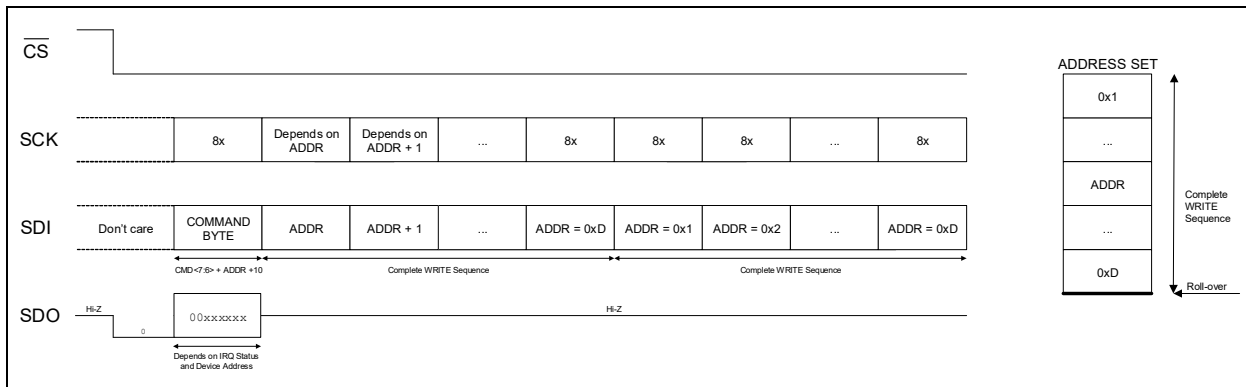 CS
SCK
8x
Depends on
ADDR
Depends on
ADDR + 1
...
8x
8x
8x
...
8x
SDI
Don't care
COMMAND
BYTE
ADDR
ADDR + 1
...
ADDR = 0xD
ADDR = 0x1
ADDR = 0x2
...
ADDR = 0xD
CMD<7:6> + ADDR +10
Complete WRITE Sequence
Complete WRITE Sequence
SDO
Hi-Z
0
00xxxxxx
Hi-Z
Depends on IRQ Status
and Device Address
ADDRESS SET
0x1
...
ADDR
...
0xD
Complete
WRITE
Sequence
Roll-over